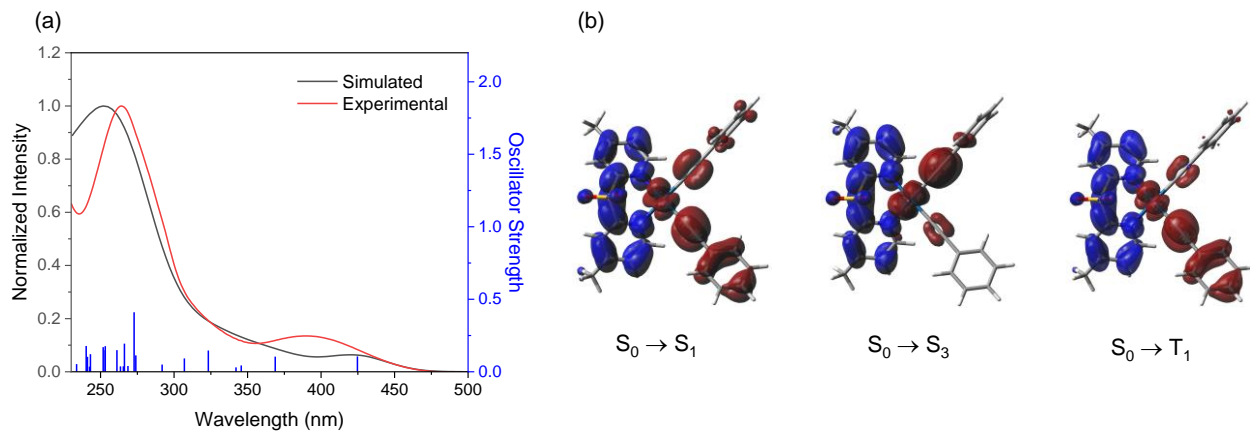 (a)
(b)
1.2
1.0
0.8
0.6
0.4
0.2
0.0
Normalized Intensity
Simulated
Experimental
2.0
1.5
1.0
0.5
0.0
Oscillator Strength
250 300 350 400 450 500
Wavelength (nm)
S₀ → S₁
S₀ → S₃
S₀ → T₁